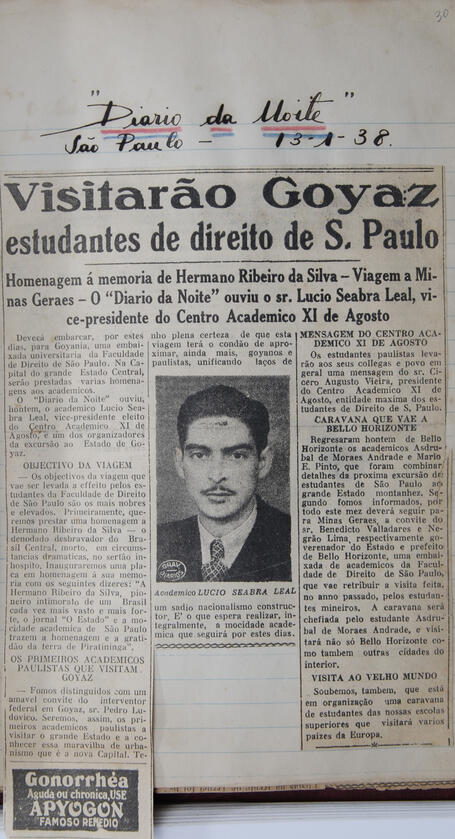 30
"Diario da Noite"
São Paulo – 13-1-38.
Visitarão Goyaz
estudantes de direito de S. Paulo
Homenagem á memoria de Hermano Ribeiro da Silva – Viagem a Mi-
nas Geraes – O "Diario da Noite" ouviu o sr. Lucio Seabra Leal, vi-
ce-presidente do Centro Academico XI de Agosto
Deverá embarcar, por estes
dias, para Goyania, uma em-
baixada universitaria da Faculdade
de Direito de São Paulo. Na Ca-
pital do grande Estado Central,
serão prestadas varias homena-
gens aos academicos.
O "Diario da Noite" ouviu,
hontem, o academico Lucio Sea-
bra Leal, vice-presidente eleito
do Centro Academico XI de
Agosto, e um dos organizadores
da excursão ao Estado de Go-
yaz.
OBJECTIVO DA VIAGEM
— Os objectivos da viagem que
vae ser levada a effeito pelos es-
tudantes da Faculdade de Direito
de São Paulo são os mais nobres
e elevados. Primeiramente, que-
remos prestar uma homenagem a
Hermano Ribeiro da Silva — o
denodado desbravador do Bra-
sil Central, morto, em circums-
tancias dramaticas, no sertão in-
hospito. Inauguraremos uma pla-
ca em homenagem á sua memoria
com os seguintes dizeres: "A
Hermano Ribeiro da Silva, pio-
neiro intimorato de um Brasil
cada vez mais vasto e mais for-
te, o jornal "O Estado" e a mo-
cidade academica de São Paulo
trazem a homenagem e a grati-
dão da terra de Piratininga".
OS PRIMEIROS ACADEMICOS
PAULISTAS QUE VISITAM
GOYAZ
— Fomos distinguidos com um
amavel convite do interventor
federal em Goyaz, sr. Pedro Lu-
dovico. Seremos, assim, os pri-
meiros academicos paulistas a
visitar o grande Estado e a co-
nhecer essa maravilha de urba-
nismo que é a nova Capital. Te-
nho plena certeza de que esta
viagem terá o condão de apro-
ximar, ainda mais, goyanos e
paulistas, unificando laços de
GRAV
DIARIOS
Academico LUCIO SEABRA LEAL
um sadio nacionalismo construc-
tor. E' o que espera realizar, in-
tegralmente, a mocidade acade-
mica que seguirá por estes dias.
MENSAGEM DO CENTRO ACA-
DEMICO XI DE AGOSTO
Os estudantes paulistas leva-
rão aos seus collegas e povo em
geral uma mensagem do sr. Ci-
cero Augusto Vieira, presidente
do Centro Academico XI de
Agosto, entidade maxima dos es-
tudantes de Direito de S. Paulo.
CARAVANA QUE VAE A
BELLO HORIZONTE
Regresaram hontem de Bello
Horizonte os academicos Asdru-
bal de Moraes Andrade e Mario
E. Pinto, que foram combinar
detalhes da proxima excursão de
estudantes de São Paulo ao
grande Estado montanhez. Se-
gundo fomos informados, por
todo este mez deverá seguir pa-
ra Minas Geraes, a convite do
sr. Benedicto Valladares e Ne-
grão Lima, respectivamente go-
verenador do Estado e prefeito
de Bello Horizonte, uma embai-
xada de academicos da Faculdade
de Direito de São Paulo,
que vae retribuir a visita feita,
no anno passado, pelos estudan-
tes mineiros. A caravana será
chefiada pelo estudante Asdru-
bal de Moraes Andrade, e visi-
tará não só Bello Horizonte co-
mo tambem outras cidades do
interior.
VISITA AO VELHO MUNDO
Soubemos, tambem, que está
em organização uma caravana
de estudantes das nossas escolas
superiores que visitará varios
paizes da Europa.
Gonorrhéa
Aguda ou chronica, USE
APYOGON
"FAMOSO REMEDIO"